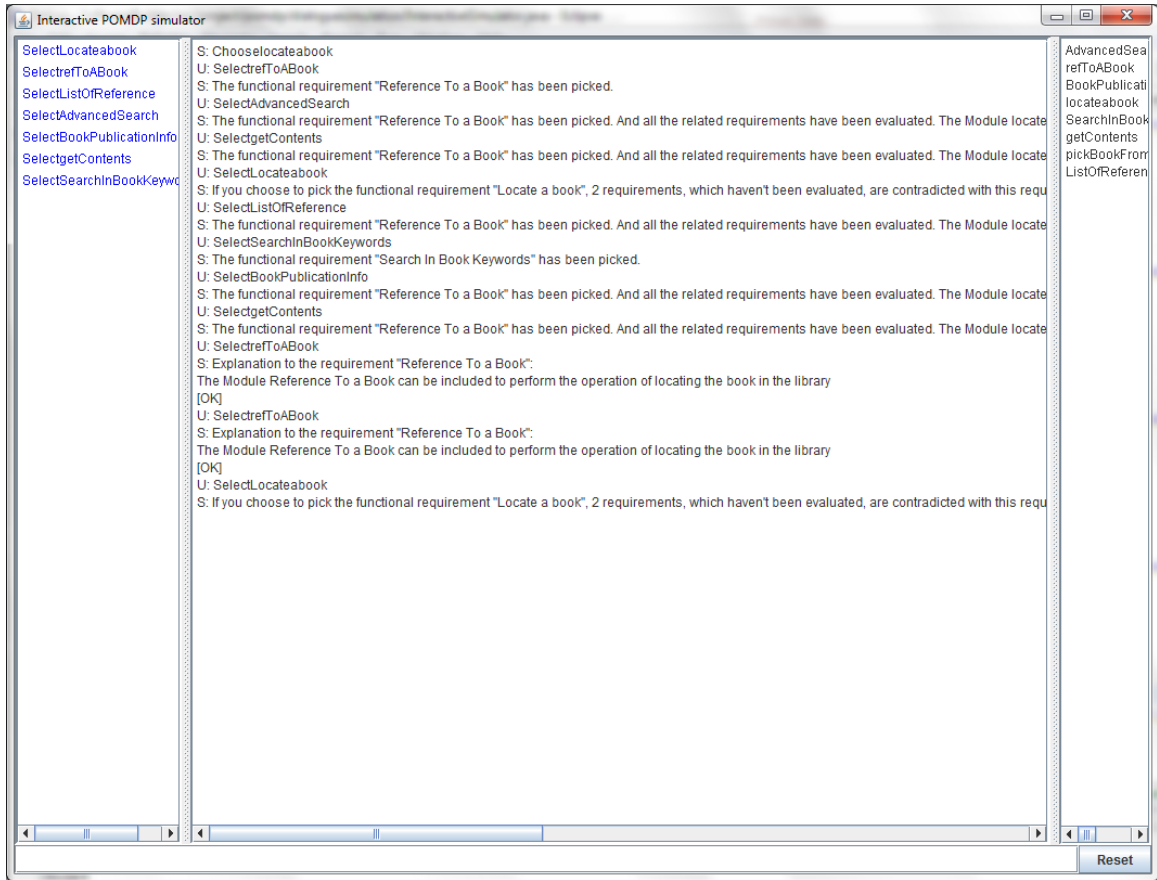 Interactive POMDP simulator
SelectLocateabook
SelectrefToABook
SelectListOfReference
SelectAdvancedSearch
SelectBookPublicationInfo
SelectgetContents
SelectSearchInBookKeywo
S: Chooselocateabook
U: SelectrefToABook
S: The functional requirement "Reference To a Book" has been picked.
U: SelectAdvancedSearch
S: The functional requirement "Reference To a Book" has been picked. And all the related requirements have been evaluated. The Module locate
U: SelectgetContents
S: The functional requirement "Reference To a Book" has been picked. And all the related requirements have been evaluated. The Module locate
U: SelectLocateabook
S: If you choose to pick the functional requirement "Locate a book", 2 requirements, which haven't been evaluated, are contradicted with this requ
U: SelectListOfReference
S: The functional requirement "Reference To a Book" has been picked. And all the related requirements have been evaluated. The Module locate
U: SelectSearchInBookKeywords
S: The functional requirement "Search In Book Keywords" has been picked.
U: SelectBookPublicationInfo
S: The functional requirement "Reference To a Book" has been picked. And all the related requirements have been evaluated. The Module locate
U: SelectgetContents
S: The functional requirement "Reference To a Book" has been picked. And all the related requirements have been evaluated. The Module locate
U: SelectrefToABook
S: Explanation to the requirement "Reference To a Book":
The Module Reference To a Book can be included to perform the operation of locating the book in the library
[OK]
U: SelectrefToABook
S: Explanation to the requirement "Reference To a Book":
The Module Reference To a Book can be included to perform the operation of locating the book in the library
[OK]
U: SelectLocateabook
S: If you choose to pick the functional requirement "Locate a book", 2 requirements, which haven't been evaluated, are contradicted with this requ
AdvancedSea
refToABook
BookPublicati
locateabook
SearchInBook
getContents
pickBookFrom
ListOfReferen
Reset